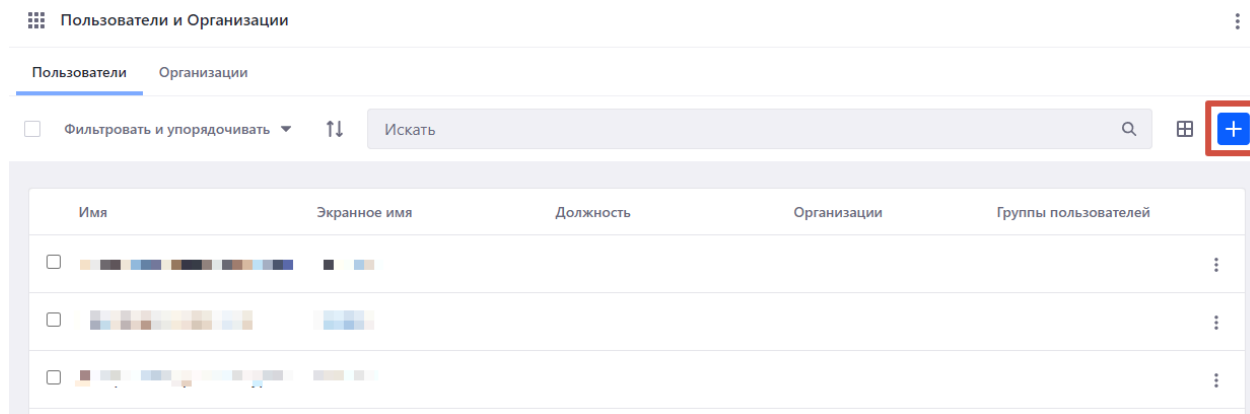 Пользователи и Организации
Пользователи Организации
Фильтровать и упорядочивать Искать
Имя Экранное имя Должность Организации Группы пользователей